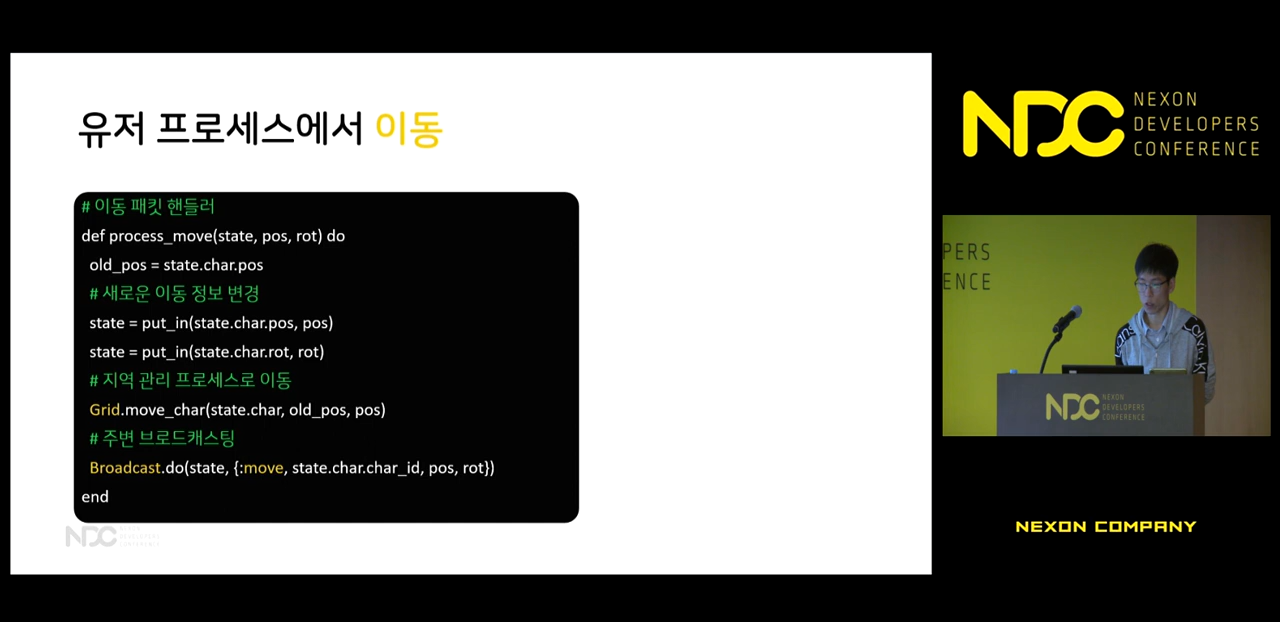 유저 프로세스에서 이동
# 이동 패킷 핸들러
def process_move(state, pos, rot) do
old_pos = state.char.pos
# 새로운 이동 정보 변경
state = put_in(state.char.pos, pos)
state = put_in(state.char.rot, rot)
# 지역 관리 프로세스로 이동
Grid.move_char(state.char, old_pos, pos)
# 주변 브로드캐스팅
Broadcast.do(state, {:move, state.char.char_id, pos, rot})
end
NDC
NEXON
DEVELOPERS
CONFERENCE
NDC
NEXON
DEVELOPERS
CONFERENCE
PERS
ENCE
NDC
NEXON
DEVELOPERS
CONFERENCE
NEXON COMPANY